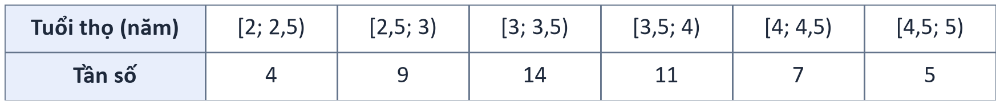 Tuổi thọ (năm) [2; 2,5) [2,5; 3) [3; 3,5) [3,5; 4) [4; 4,5) [4,5; 5)
Tần số 4 9 14 11 7 5